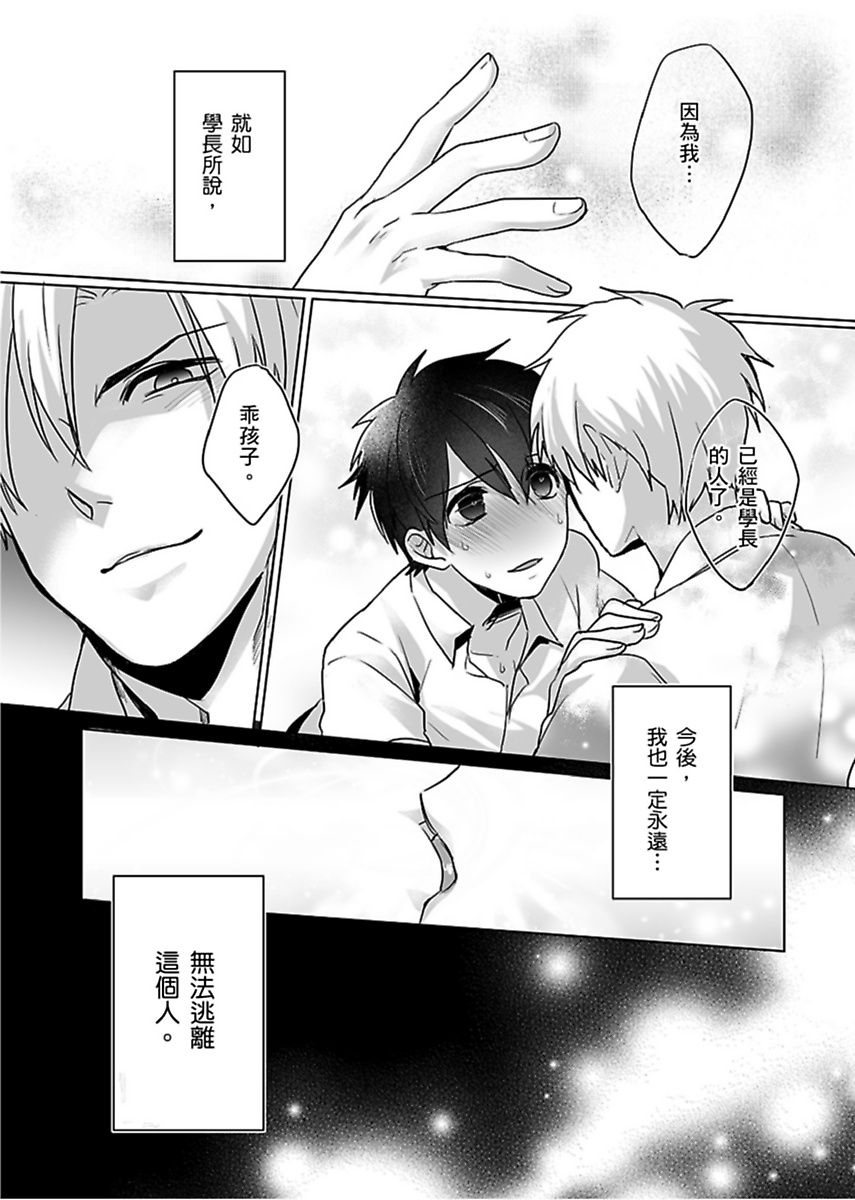 因為我…
就如
學長所說，
已經是學長
的人了。
乖孩子。
今後，
我也一定永遠…
無法逃離
這個人。